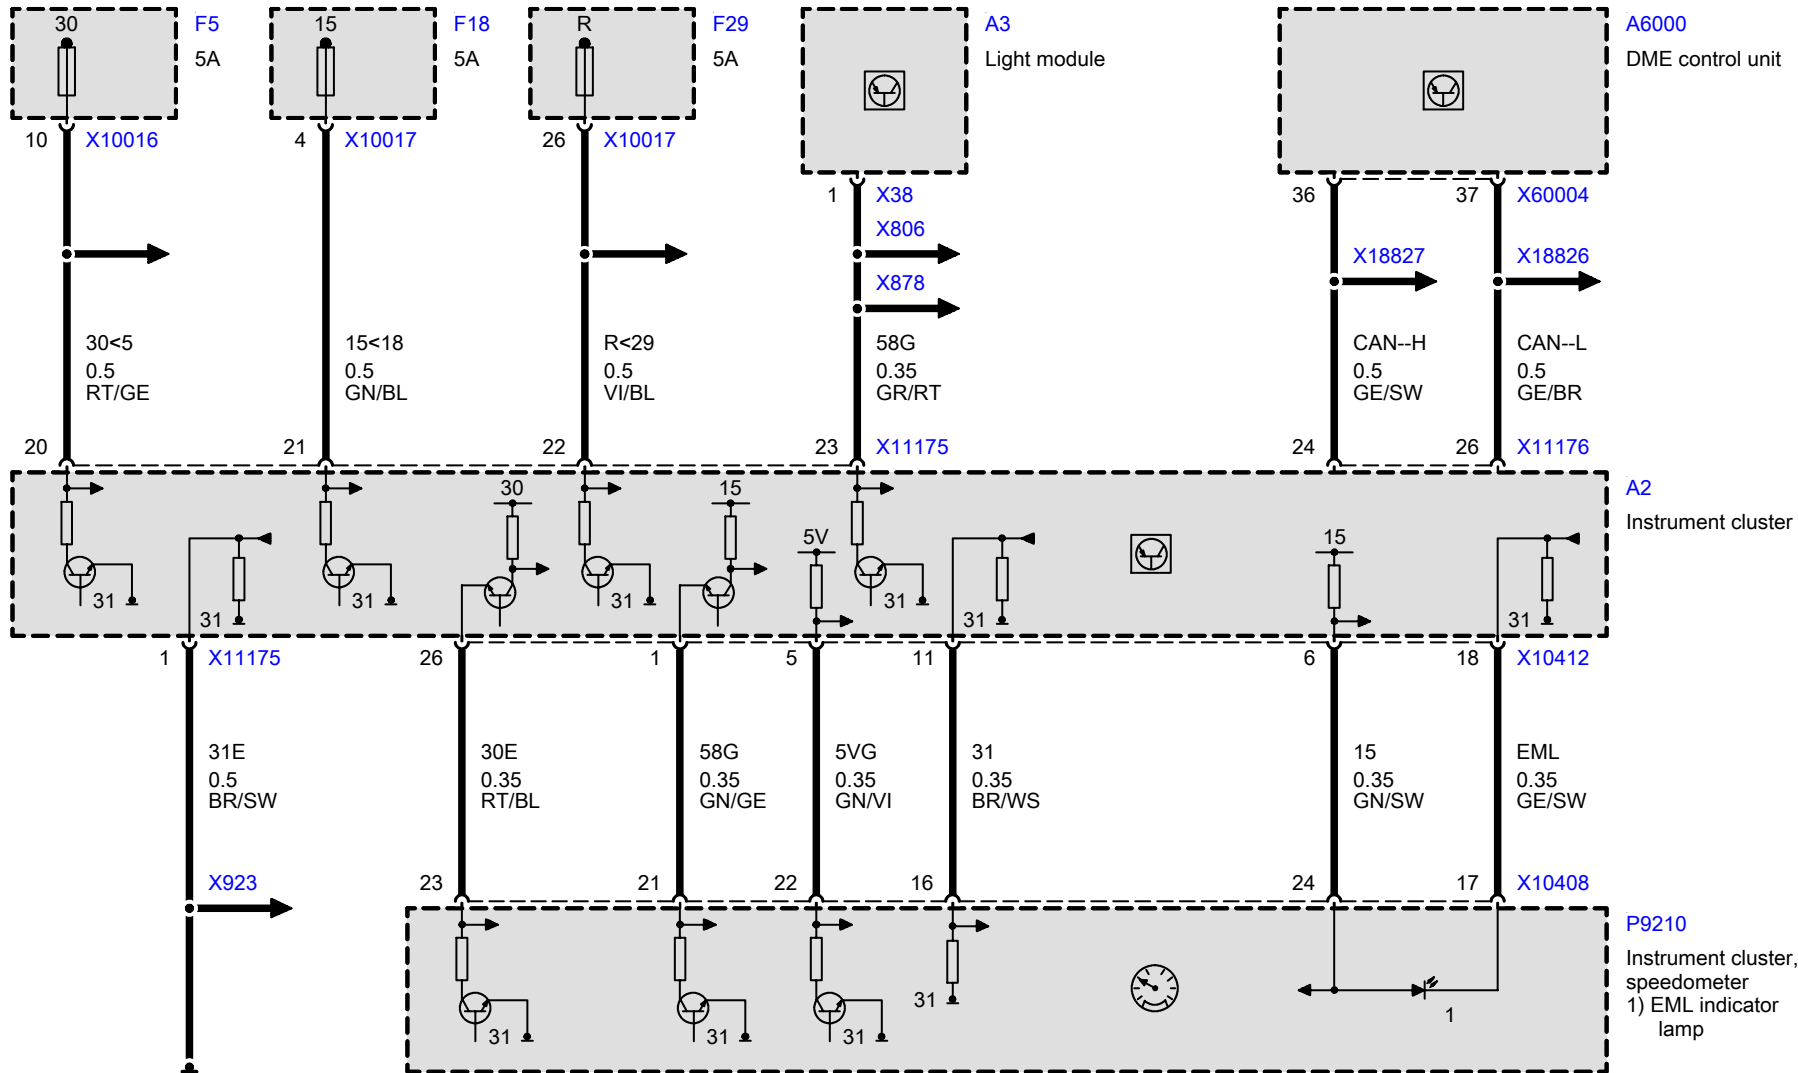 30 F5 15 F18 R F29 A3 A6000
5A 5A 5A Light module DME control unit
10 X10016 4 X10017 26 X10017
1 X38 36 37 X60004
X806
X18827 X18826
X878
30<5 15<18 R<29 58G CAN--H CAN--L
0.5 0.5 0.5 0.35 0.5 0.5
RT/GE GN/BL VI/BL GR/RT GE/SW GE/BR
20 21 22 23 X11175 24 26 X11176
30 15 A2
Instrument cluster
5V 15
31 31 31 31
31 31 31
1 X11175 26 1 5 11 6 18 X10412
31E 30E 58G 5VG 31 15 EML
0.5 0.35 0.35 0.35 0.35 0.35 0.35
BR/SW RT/BL GN/GE GN/VI BR/WS GN/SW GE/SW
X923 23 21 22 16 24 17 X10408
P9210
Instrument cluster,
speedometer
31 1) EML indicator
1 lamp
31 31 31